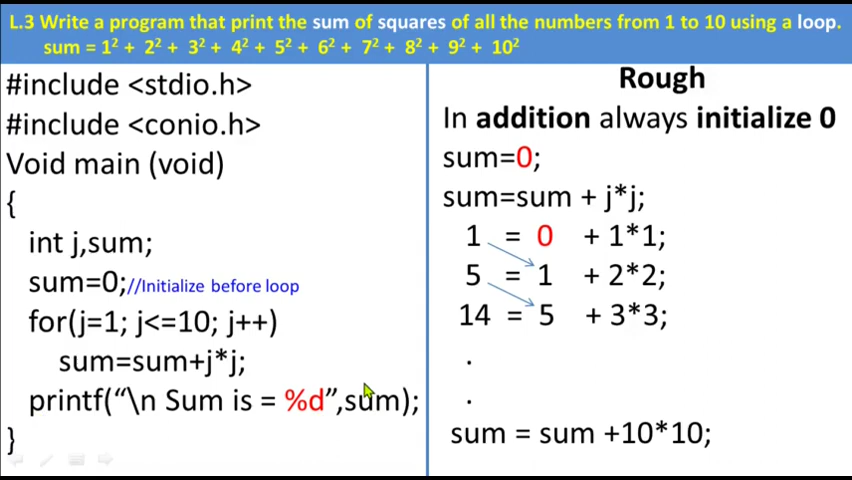 L.3 Write a program that print the sum of squares of all the numbers from 1 to 10 using a loop.
sum = 1² + 2² + 3² + 4² + 5² + 6² + 7² + 8² + 9² + 10²
#include <stdio.h>
#include <conio.h>
Void main (void)
{
int j,sum;
sum=0;//Initialize before loop
for(j=1; j<=10; j++)
sum=sum+j*j;
printf(“\n Sum is = %d”,sum);
}
Rough
In addition always initialize 0
sum=0;
sum=sum + j*j;
1 = 0 + 1*1;
5 = 1 + 2*2;
14 = 5 + 3*3;
.
.
sum = sum +10*10;